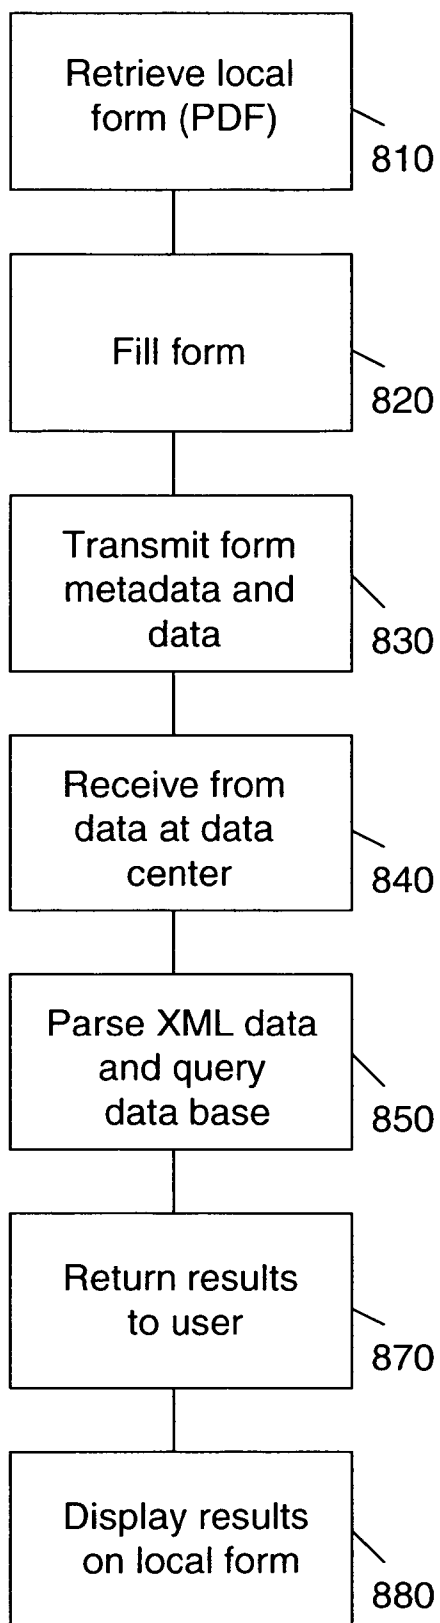 Retrieve local
form (PDF)
810
Fill form
820
Transmit form
metadata and
data
830
Receive from
data at data
center
840
Parse XML data
and query
data base
850
Return results
to user
870
Display results
on local form
880